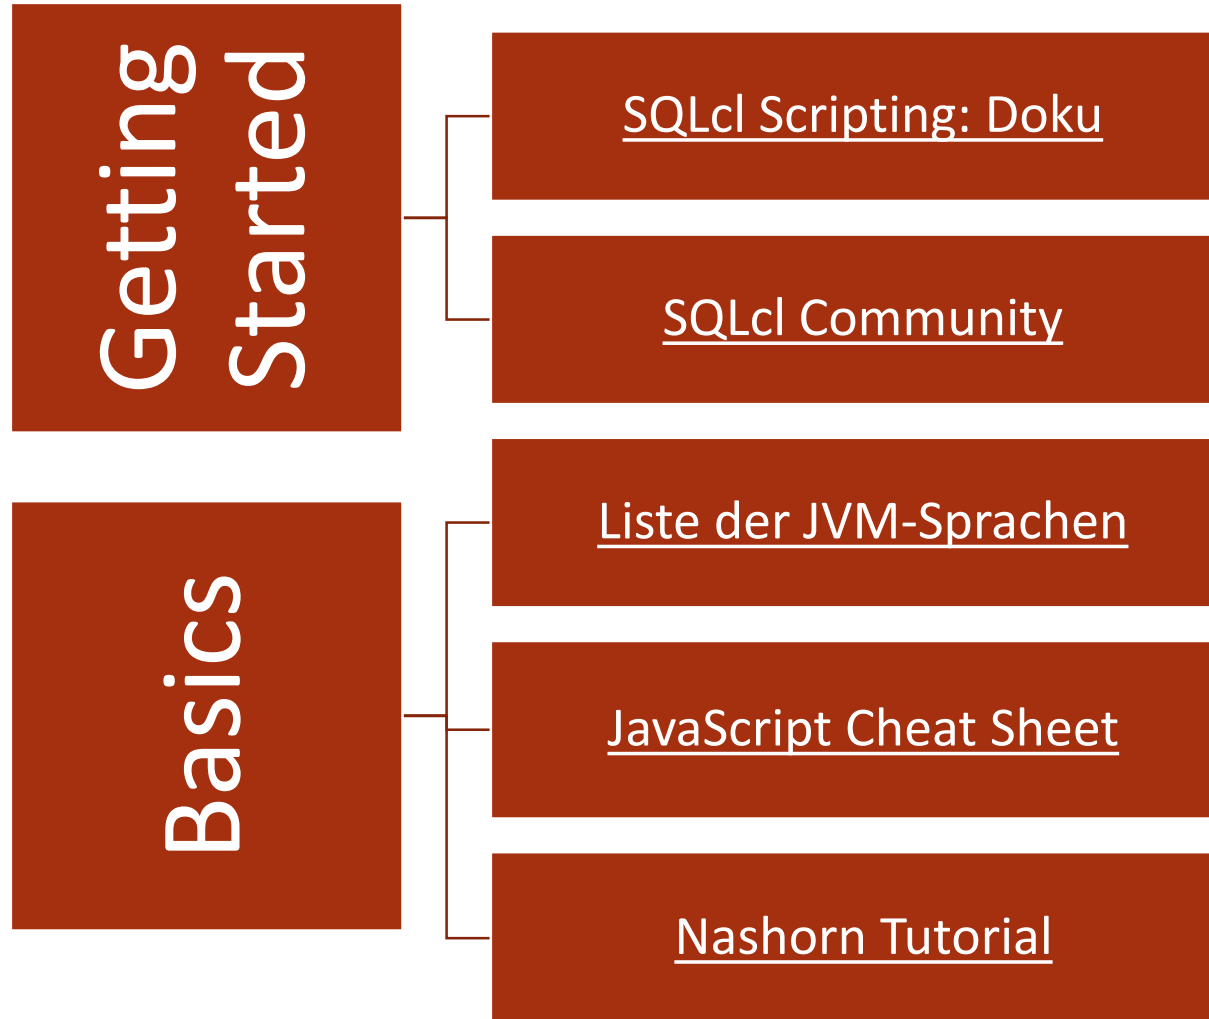 Getting
Started
SQLcl Scripting: Doku
SQLcl Community
Basics
Liste der JVM-Sprachen
JavaScript Cheat Sheet
Nashorn Tutorial